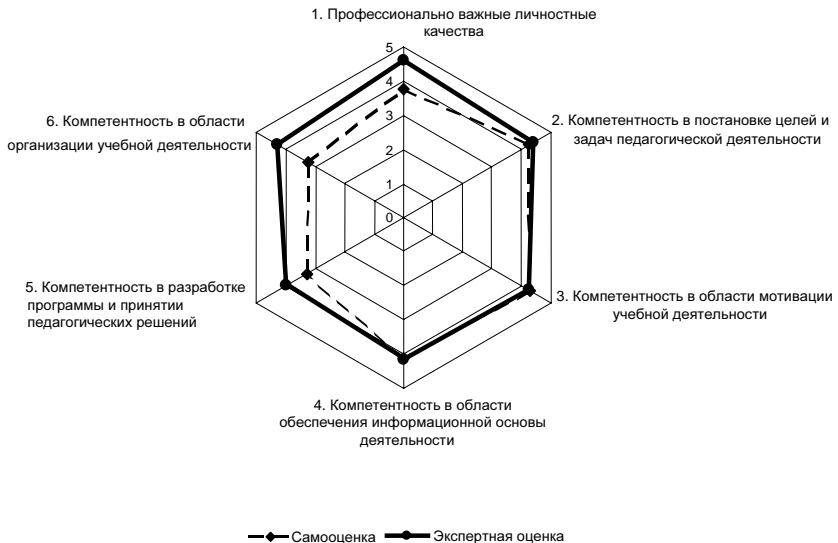 1. Профессионально важные личностные
качества
5
4
3
2
1
0
2. Компетентность в постановке целей и
задач педагогической деятельности
3. Компетентность в области мотивации
учебной деятельности
4. Компетентность в области
обеспечения информационной основы
деятельности
5. Компетентность в разработке
программы и принятии
педагогических решений
6. Компетентность в области
организации учебной деятельности
Самооценка
Экспертная оценка